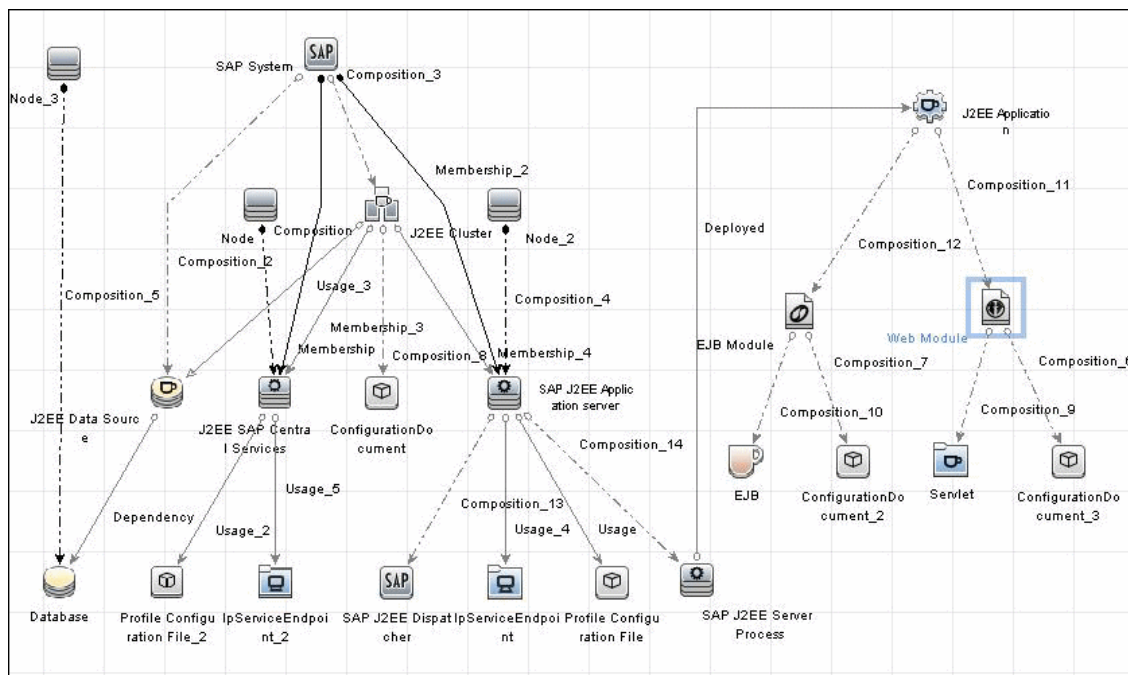 SAP
SAP System
Composition_3
Node_3
J2EE Applicatio
n
Membership_2
Composition_11
Node
Composition
J2EE Cluster
Node_2
Deployed
Composition_12
Composition_2
Usage_3
Composition_5
Composition_4
Membership_3
EJB Module
Web Module
Membership
Composition_8
Membership_4
Composition_7
Composition_6
J2EE Data Sourc
e
J2EE SAP Centra
l Services
ConfigurationDo
cument
SAP J2EE Applic
ation server
Composition_10
Composition_9
Composition_14
Usage_5
EJB
ConfigurationDo
cument_2
Servlet
ConfigurationDo
cument_3
Dependency
Usage_2
Composition_13
Usage_4
Usage
SAP
Database
Profile Configu
ration File_2
IpServiceEndpoi
nt_2
SAP J2EE Dispat
cher
IpServiceEndpoi
nt
Profile Configu
ration File
SAP J2EE Server
Process